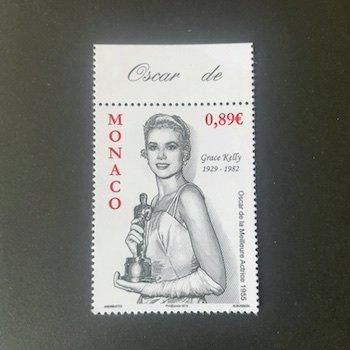 Oscar de
MONACO
0,89€
Grace Kelly
1929 - 1982
Oscar de la Meilleure Actrice 1955